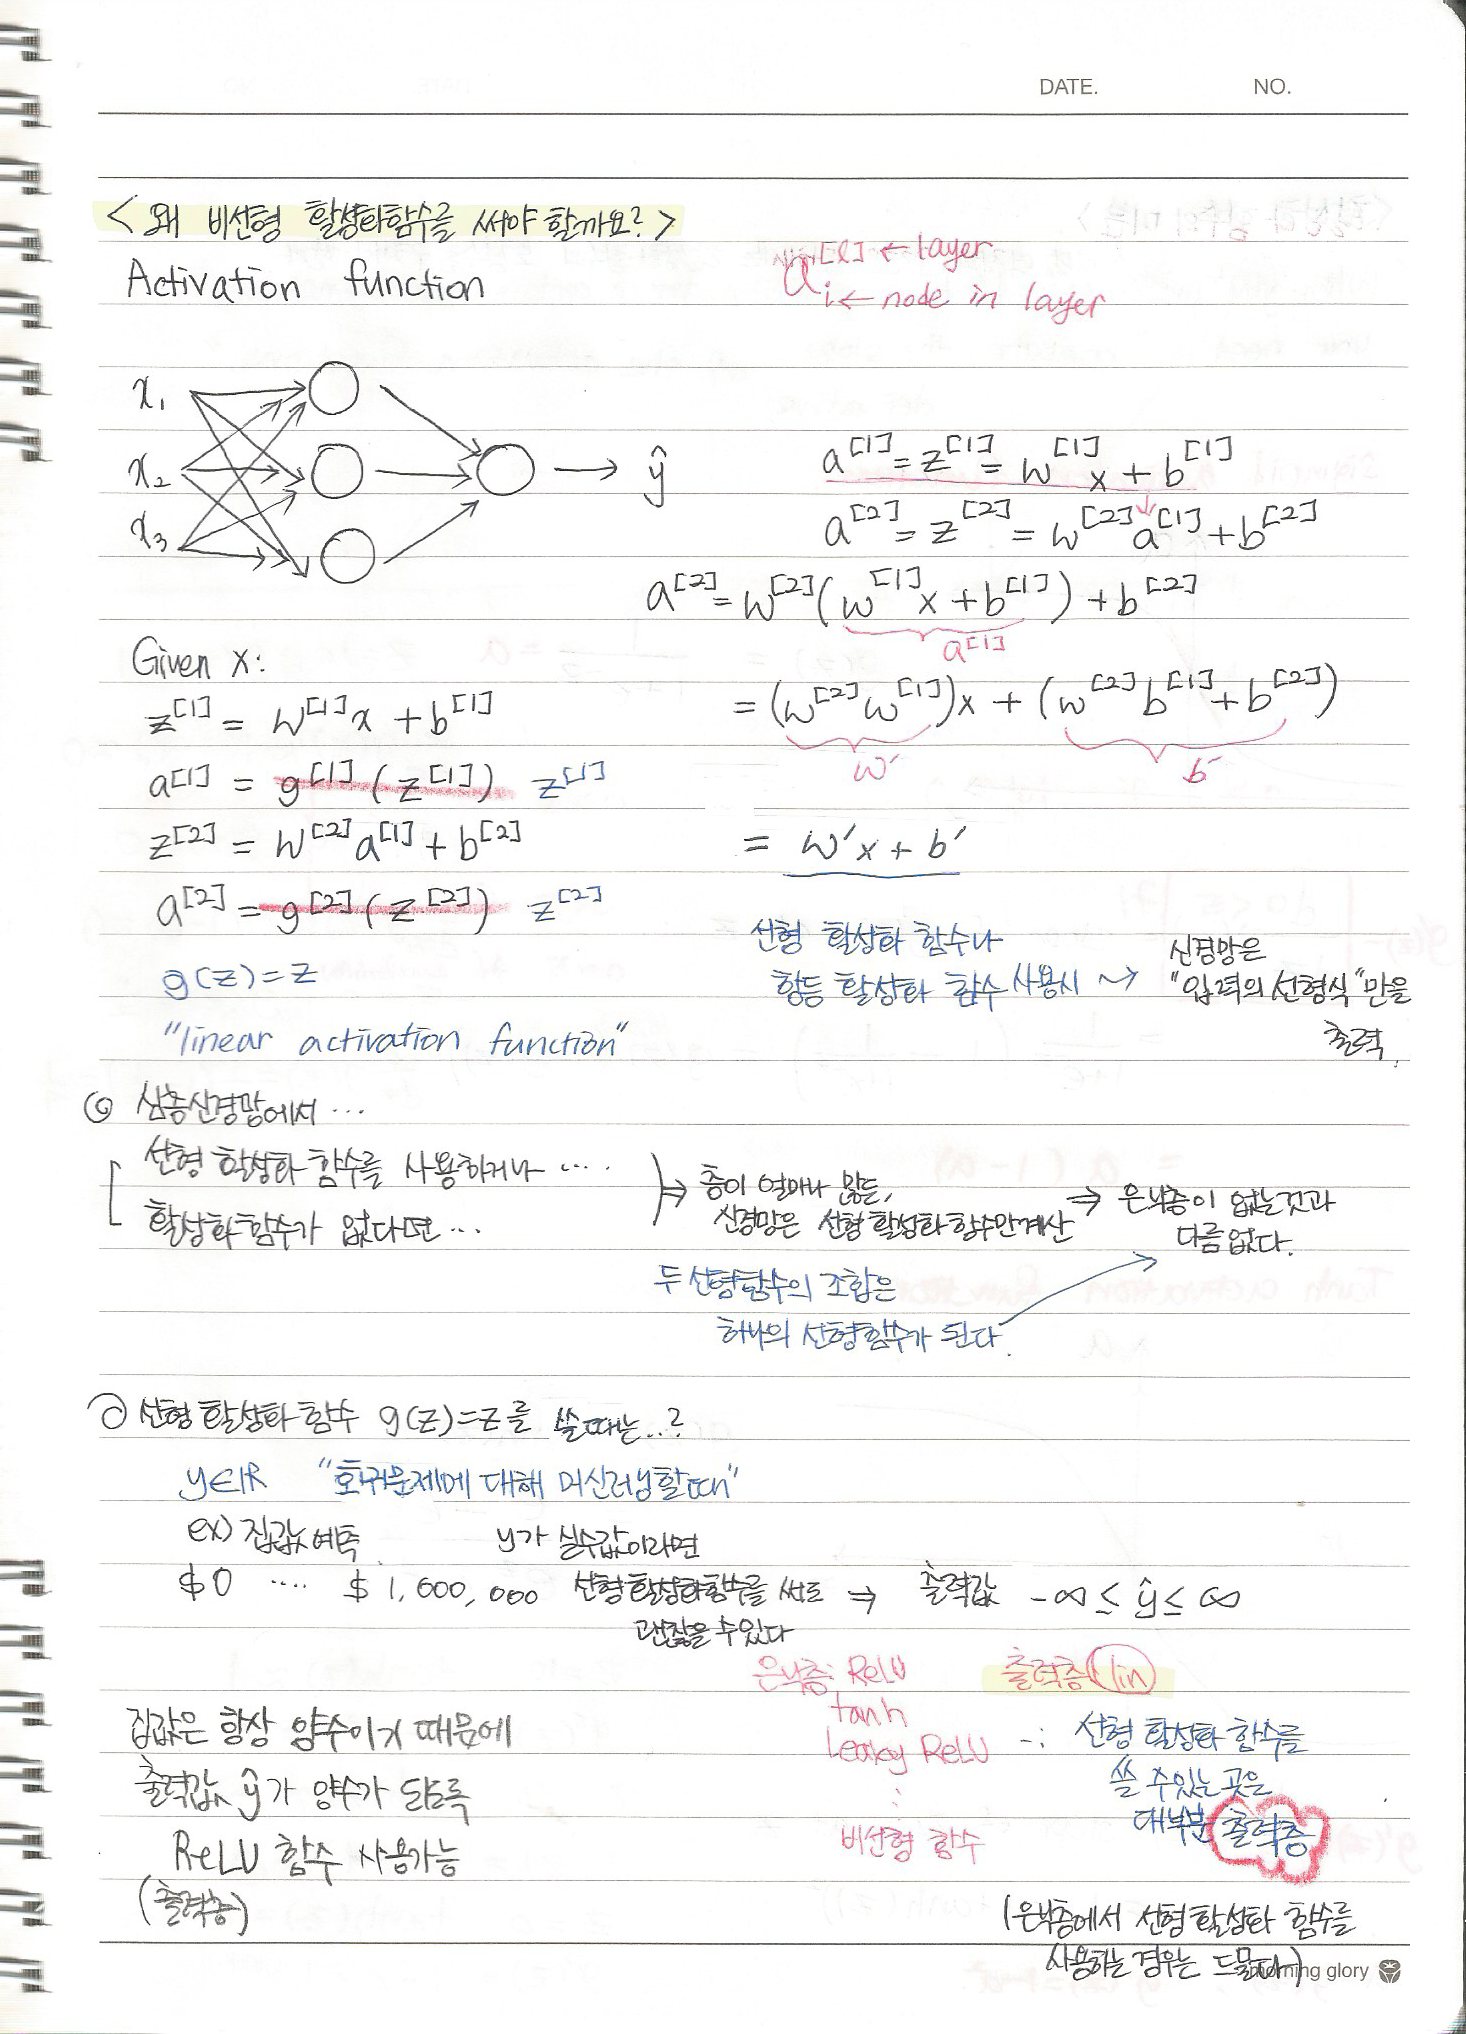 DATE. NO.
<왜 비선형 활성화함수를 써야 할까요?>
Activation function
a[l] ← layer
i ← node in layer
x₁
x₂
x₃
ŷ
a[1] = z[1] = w[1]x + b[1]
a[2] = z[2] = w[2]a[1] + b[2]
a[2] = w[2](w[1]x + b[1]) + b[2]
a[1]
= (w[2]w[1])x + (w[2]b[1] + b[2])
w' b'
= w'x + b'
Given x:
z[1] = w[1]x + b[1]
a[1] = g[1](z[1]) z[1]
z[2] = w[2]a[1] + b[2]
a[2] = g[2](z[2]) z[2]
g(z) = z
"linear activation function"
선형 활성화 함수나
항등 활성화 함수 사용시 ⇝
신경망은
"입력의 선형식"만을
출력.
◎ 심층신경망에서 ...
선형 활성화 함수를 사용하거나 ....
활성화 함수가 없다면 ...
⇒ 층이 얼마나 많든,
신경망은 선형 활성화 함수만 계산
⇒ 은닉층이 없는 것과
다름없다.
두 선형함수의 조합은
하나의 선형함수가 된다.
선형 활성화 함수 g(z)=z를 쓸때는..?
y∈ℝ "회귀문제에 대해 머신러닝할때"
ex) 집값 예측
$0 .... $1,000,000
y가 실수값이라면
선형 활성화함수를 써도
괜찮을 수 있다
⇒ 출력값 -∞ ≤ ŷ ≤ ∞
은닉층: ReLU
tanh
Leaky ReLU
⋮
비선형 함수
출력층 lin
집값은 항상 양수이기 때문에
출력값 ŷ가 양수가 되도록
ReLU 함수 사용가능
(출력층)
선형 활성화 함수를
쓸 수 있는 곳은
대부분 출력층
(은닉층에서 선형 활성화 함수를
사용하는 경우는 드물다)
morning glory